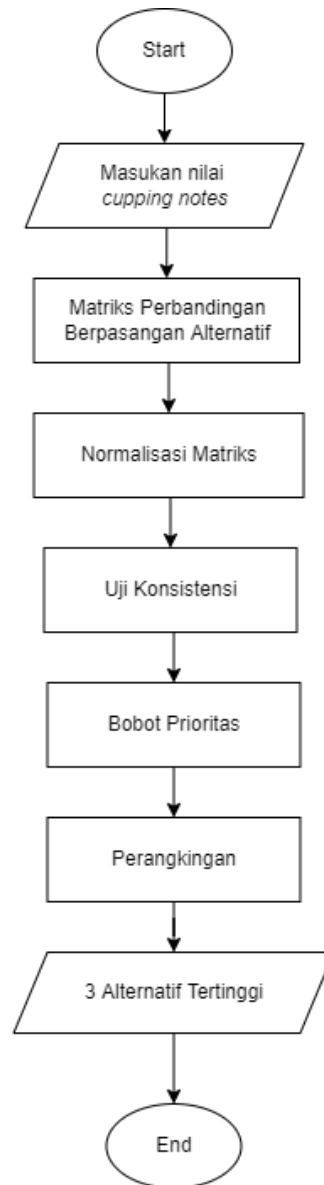 Start
Masukan nilai
cupping notes
Matriks Perbandingan
Berpasangan Alternatif
Normalisasi Matriks
Uji Konsistensi
Bobot Prioritas
Perangkingan
3 Alternatif Tertinggi
End